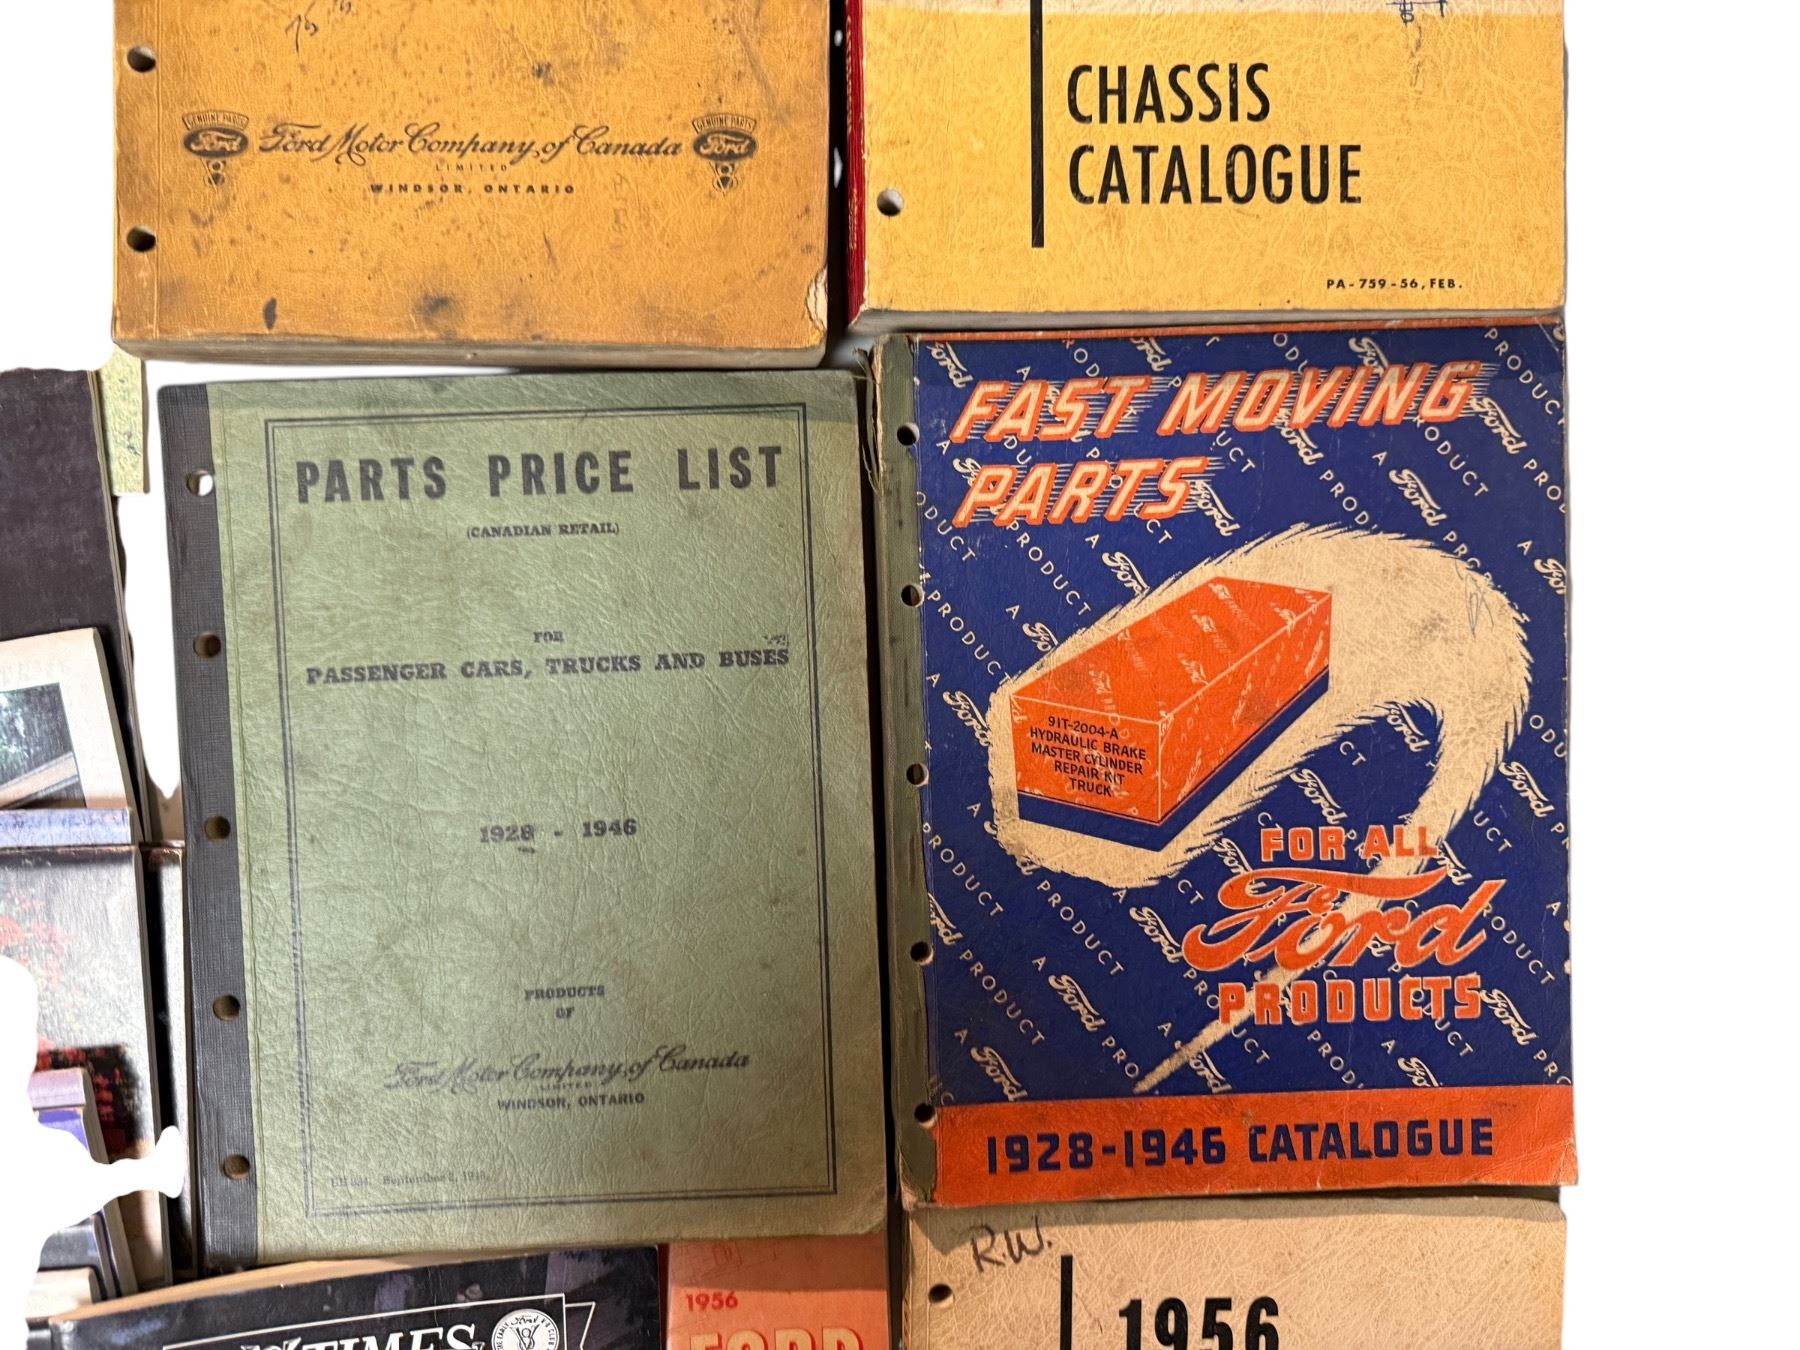 GENUINE PARTS
Ford
Ford Motor Company of Canada
LIMITED
WINDSOR, ONTARIO
GENUINE PARTS
Ford
CHASSIS
CATALOGUE
PA-759-56, FEB.
PARTS PRICE LIST
(CANADIAN RETAIL)
FOR
PASSENGER CARS, TRUCKS AND BUSES
1928 - 1946
PRODUCTS
OF
Ford Motor Company of Canada
LIMITED
WINDSOR, ONTARIO
FAST MOVING
PARTS
91T-2004-A
HYDRAULIC BRAKE
MASTER CYLINDER
REPAIR KIT
TRUCK
FOR ALL
Ford
PRODUCTS
A Ford PRODUCT
1928-1946 CATALOGUE
R.W.
1956
TIMES
1956
FORD